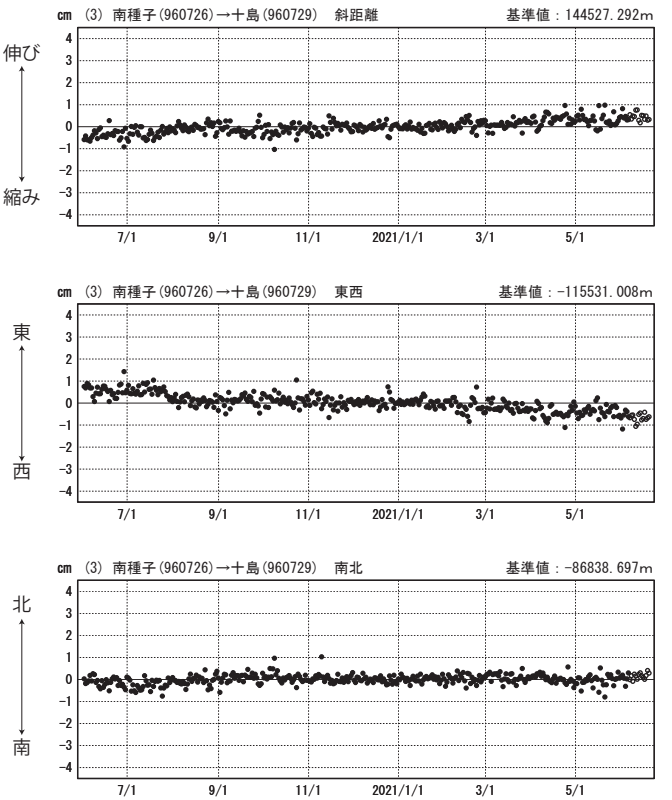 cm (3) 南種子(960726)→十島(960729) 斜距離 基準値：144527.292m
伸び
縮み
4
3
2
1
0
-1
-2
-3
-4
7/1 9/1 11/1 2021/1/1 3/1 5/1
cm (3) 南種子(960726)→十島(960729) 東西 基準値：-115531.008m
東
西
4
3
2
1
0
-1
-2
-3
-4
7/1 9/1 11/1 2021/1/1 3/1 5/1
cm (3) 南種子(960726)→十島(960729) 南北 基準値：-86838.697m
北
南
4
3
2
1
0
-1
-2
-3
-4
7/1 9/1 11/1 2021/1/1 3/1 5/1